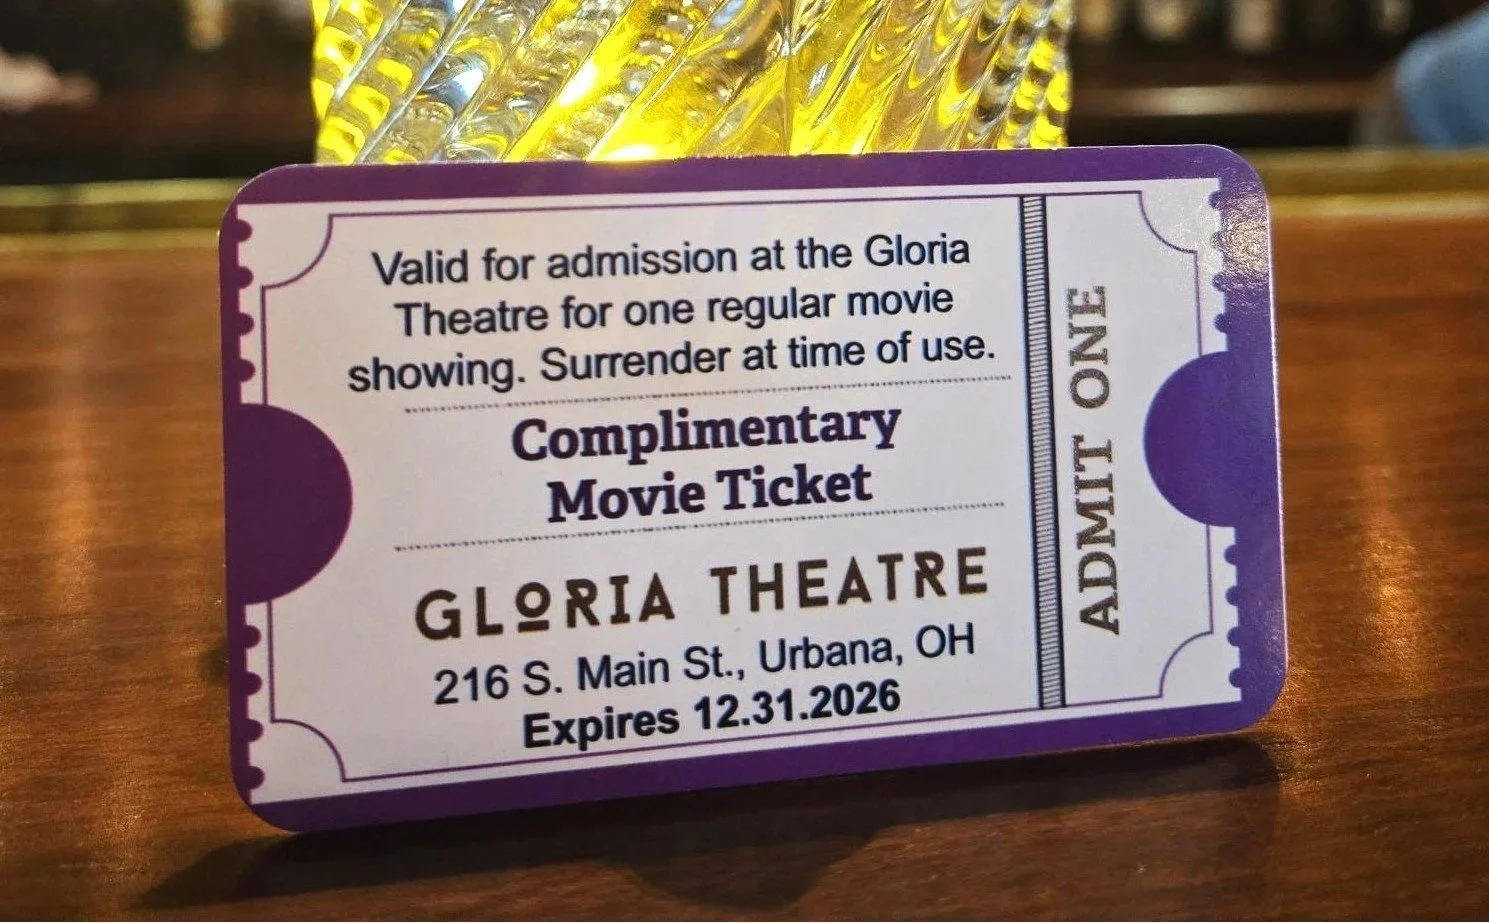 Valid for admission at the Gloria
Theatre for one regular movie
showing. Surrender at time of use.
Complimentary
Movie Ticket
GLORIA THEATRE
216 S. Main St., Urbana, OH
Expires 12.31.2026
ADMIT ONE